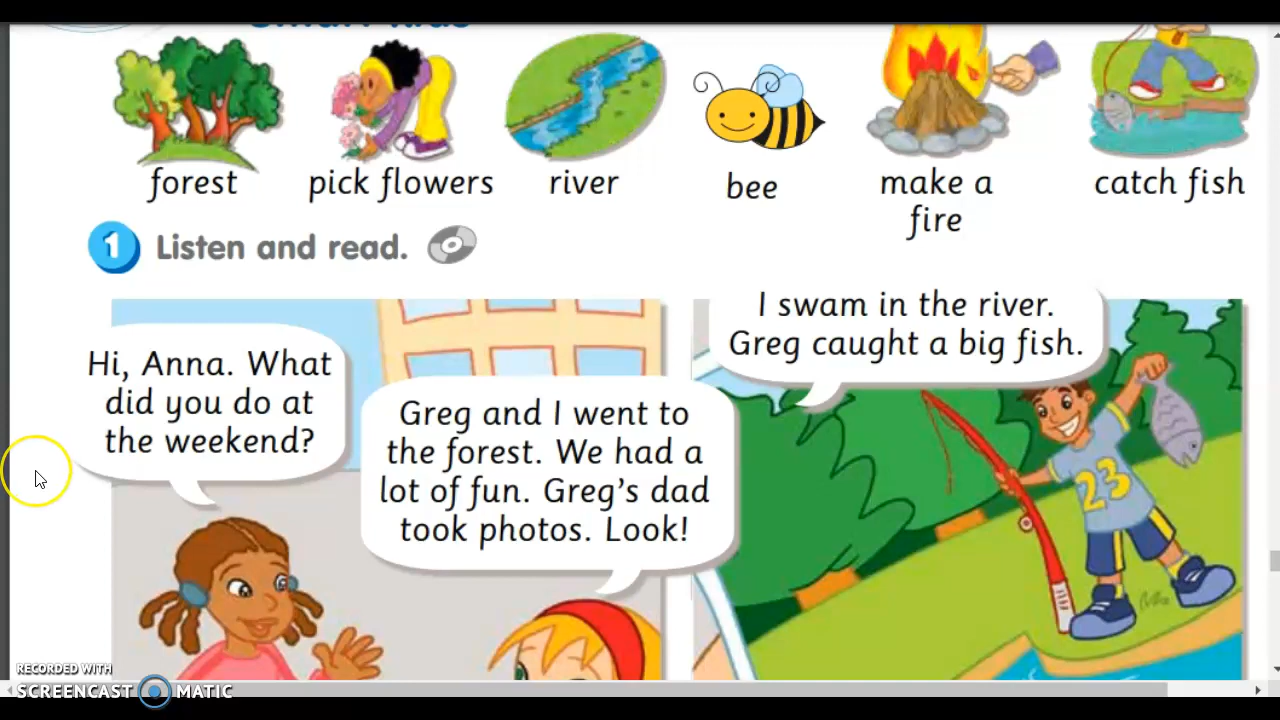 forest
pick flowers
river
bee
make a
fire
catch fish
1 Listen and read.
Hi, Anna. What
did you do at
the weekend?
Greg and I went to
the forest. We had a
lot of fun. Greg's dad
took photos. Look!
I swam in the river.
Greg caught a big fish.
23
RECORDED WITH
SCREENCAST MATIC